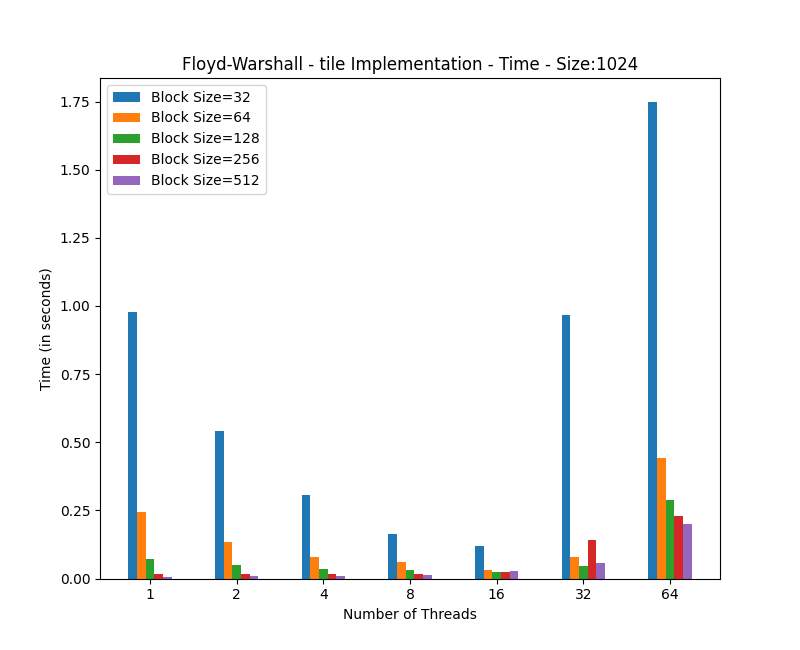 Floyd-Warshall - tile Implementation - Time - Size:1024
Block Size=32
Block Size=64
Block Size=128
Block Size=256
Block Size=512
1.75
1.50
1.25
1.00
0.75
0.50
0.25
0.00
Time (in seconds)
1 2 4 8 16 32 64
Number of Threads